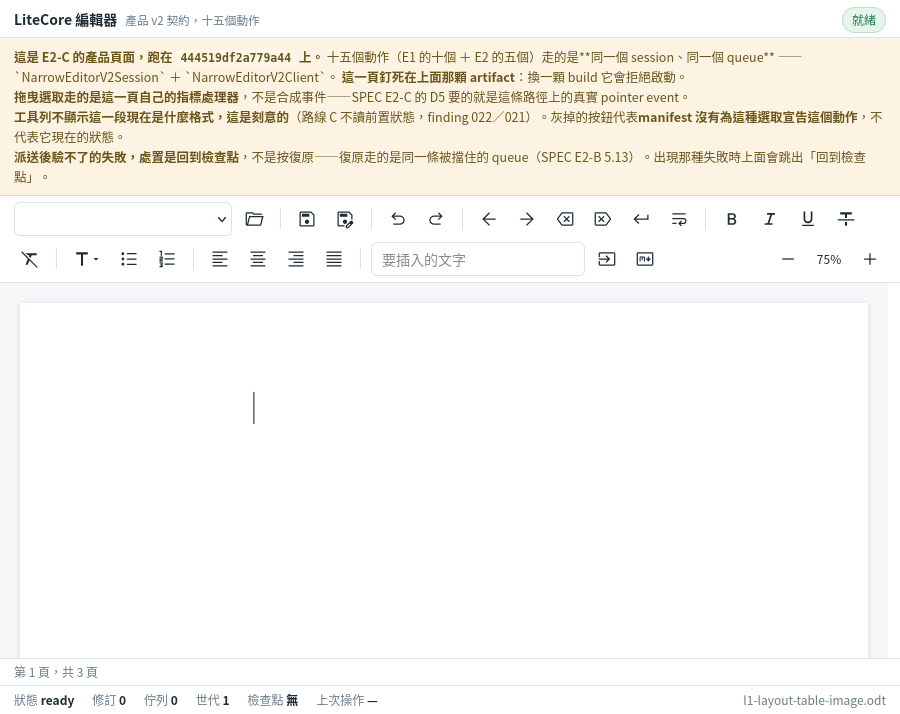 LiteCore 編輯器 產品 v2 契約，十五個動作 就緒
這是 E2-C 的產品頁面，跑在 444519df2a779a44 上。 十五個動作（E1 的十個 ＋ E2 的五個）走的是**同一個 session、同一個 queue** ——
`NarrowEditorV2Session` ＋ `NarrowEditorV2Client`。 這一頁釘死在上面那顆 artifact：換一顆 build 它會拒絕啟動。
拖曳選取走的是這一頁自己的指標處理器，不是合成事件——SPEC E2-C 的 D5 要的就是這條路徑上的真實 pointer event。
工具列不顯示這一段現在是什麼格式，這是刻意的（路線 C 不讀前置狀態，finding 022／021）。灰掉的按鈕代表manifest 沒有為這種選取宣告這個動作，不
代表它現在的狀態。
派送後驗不了的失敗，處置是回到檢查點，不是按復原——復原走的是同一條被擋住的 queue（SPEC E2-B 5.13）。出現那種失敗時上面會跳出「回到檢查
點」。
要插入的文字 75%
第 1 頁，共 3 頁
狀態 ready 修訂 0 佇列 0 世代 1 檢查點 無 上次操作 — l1-layout-table-image.odt